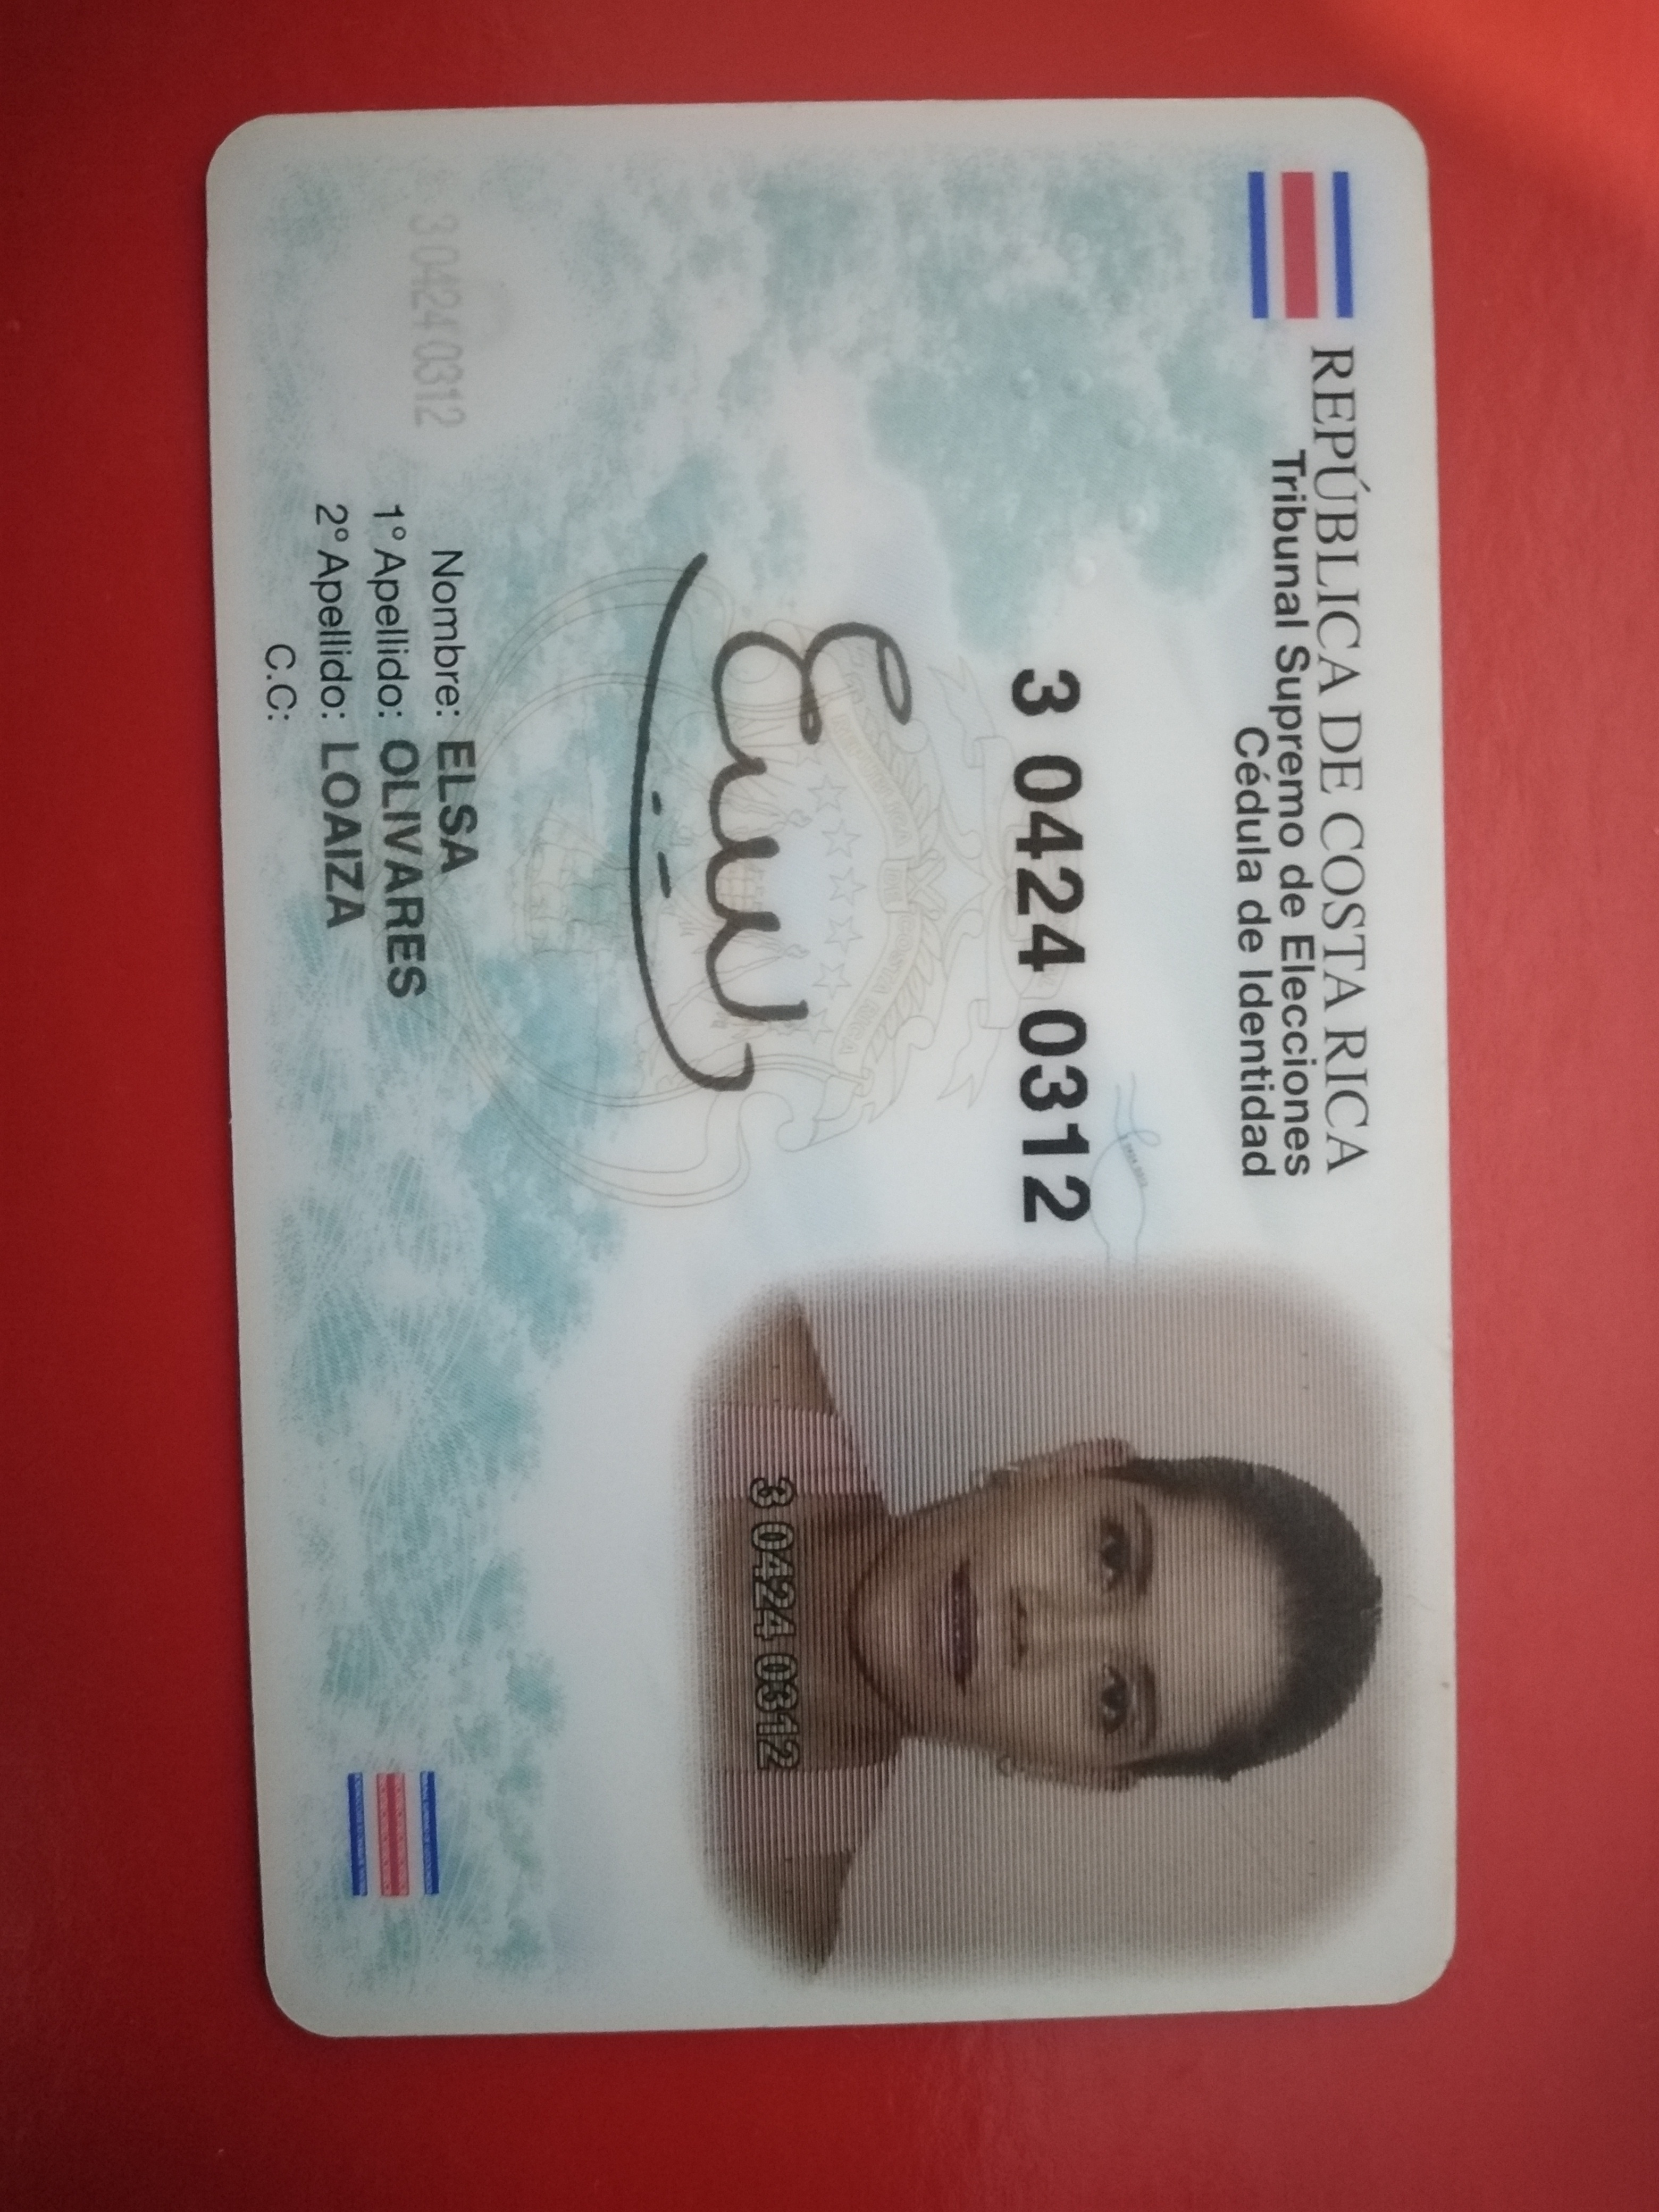 REPÚBLICA DE COSTA RICA
Tribunal Supremo de Elecciones
Cédula de Identidad
3 0424 0312
3 0424 0312
3 0424 0312
Nombre: ELSA
1° Apellido: OLIVARES
2° Apellido: LOAIZA
C.C: